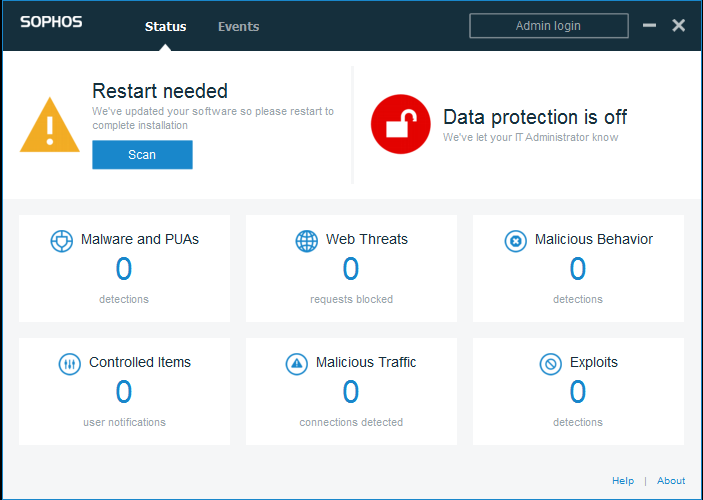 SOPHOS
Status
Events
Admin login
Restart needed
We've updated your software so please restart to
complete installation
Scan
Data protection is off
We've let your IT Administrator know
Malware and PUAs
0
detections
Web Threats
0
requests blocked
Malicious Behavior
0
detections
Controlled Items
0
user notifications
Malicious Traffic
0
connections detected
Exploits
0
detections
Help | About